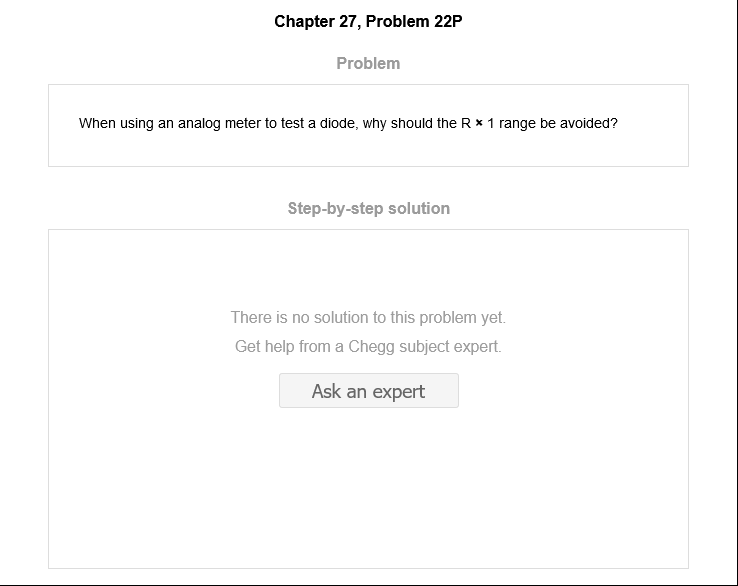 Chapter 27, Problem 22P
Problem
When using an analog meter to test a diode, why should the R × 1 range be avoided?
Step-by-step solution
There is no solution to this problem yet.
Get help from a Chegg subject expert.
Ask an expert